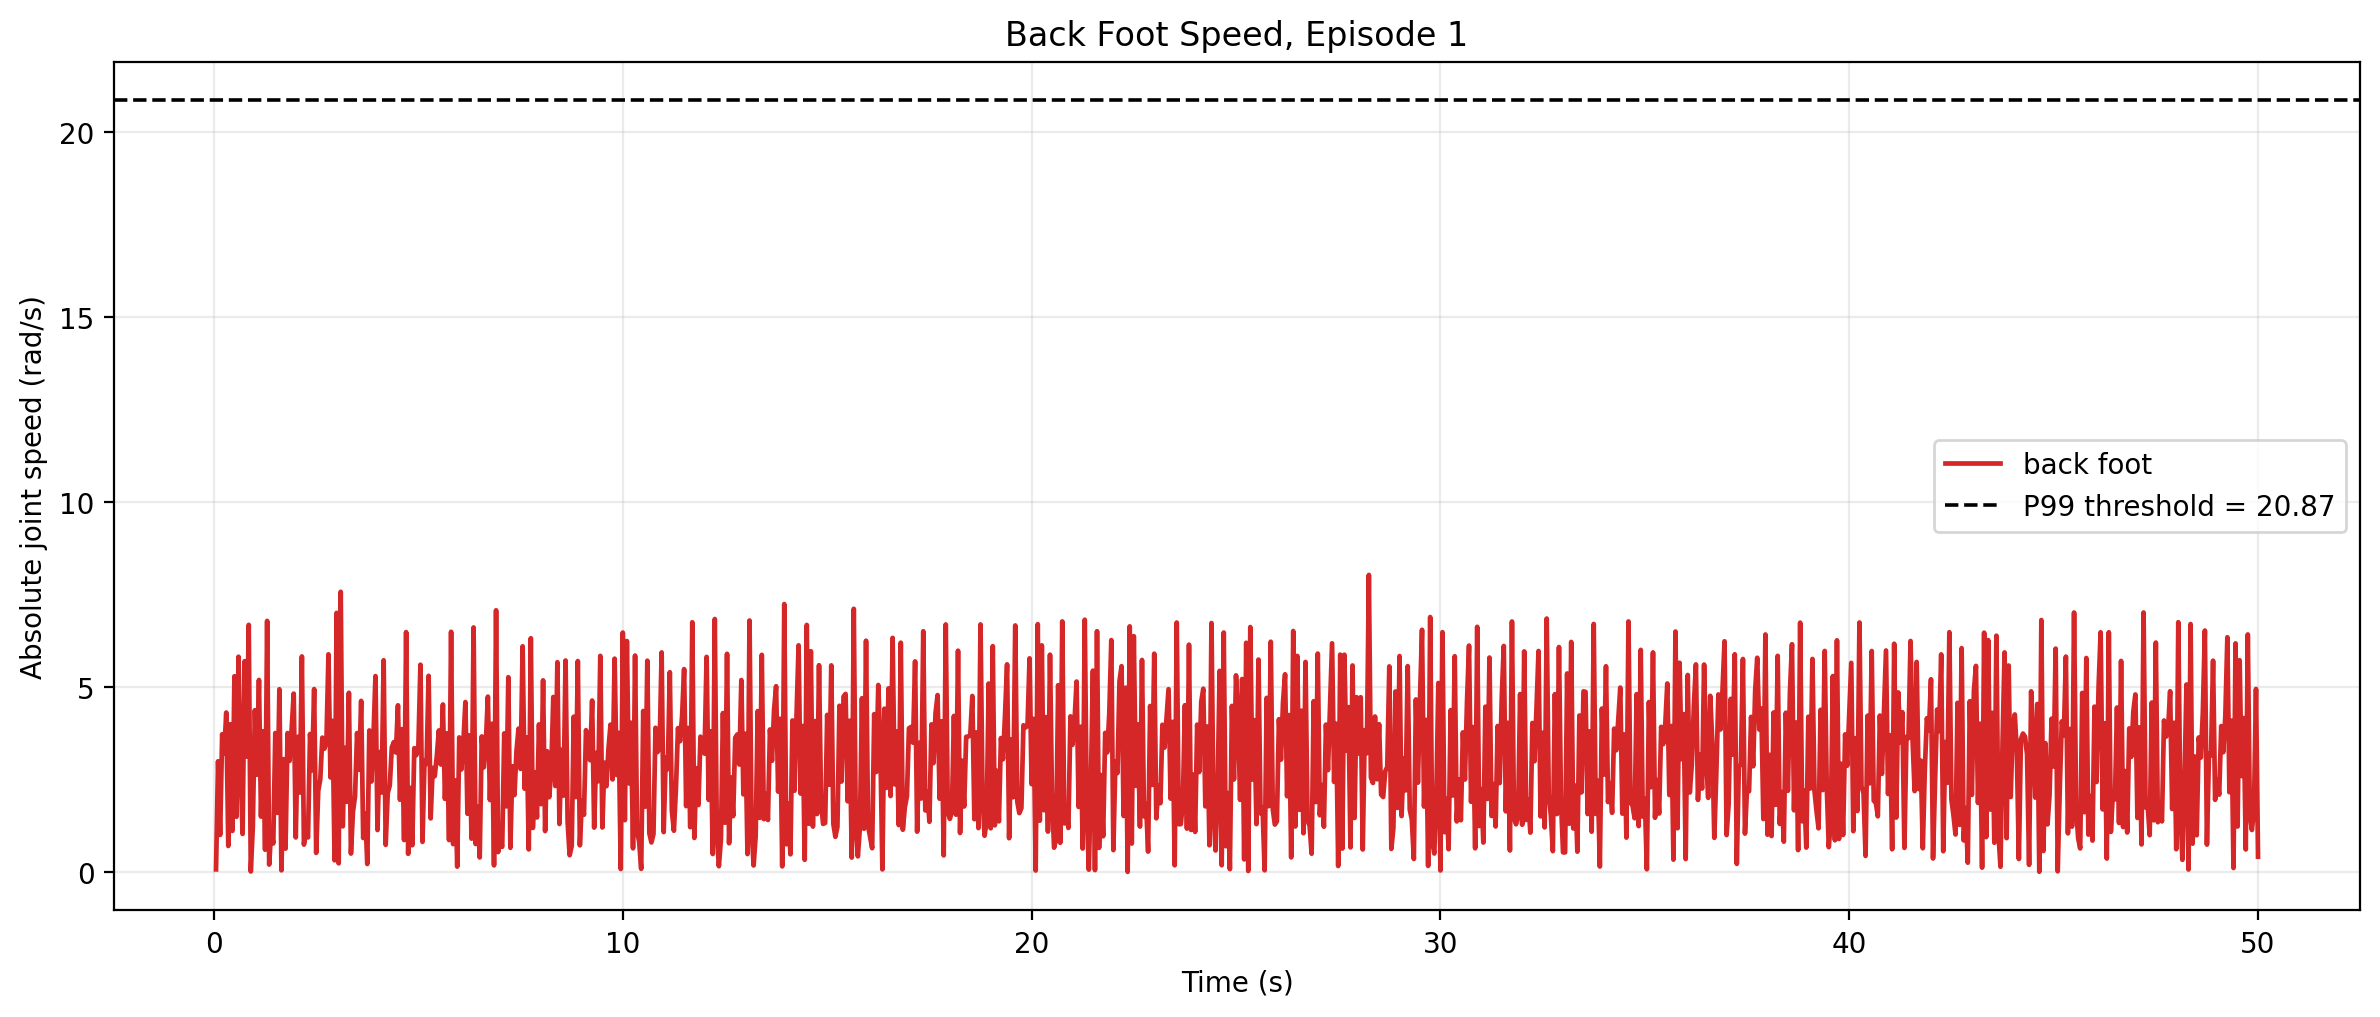 Back Foot Speed, Episode 1
Absolute joint speed (rad/s)
20
15
10
5
0
back foot
P99 threshold = 20.87
0
10
20
30
40
50
Time (s)